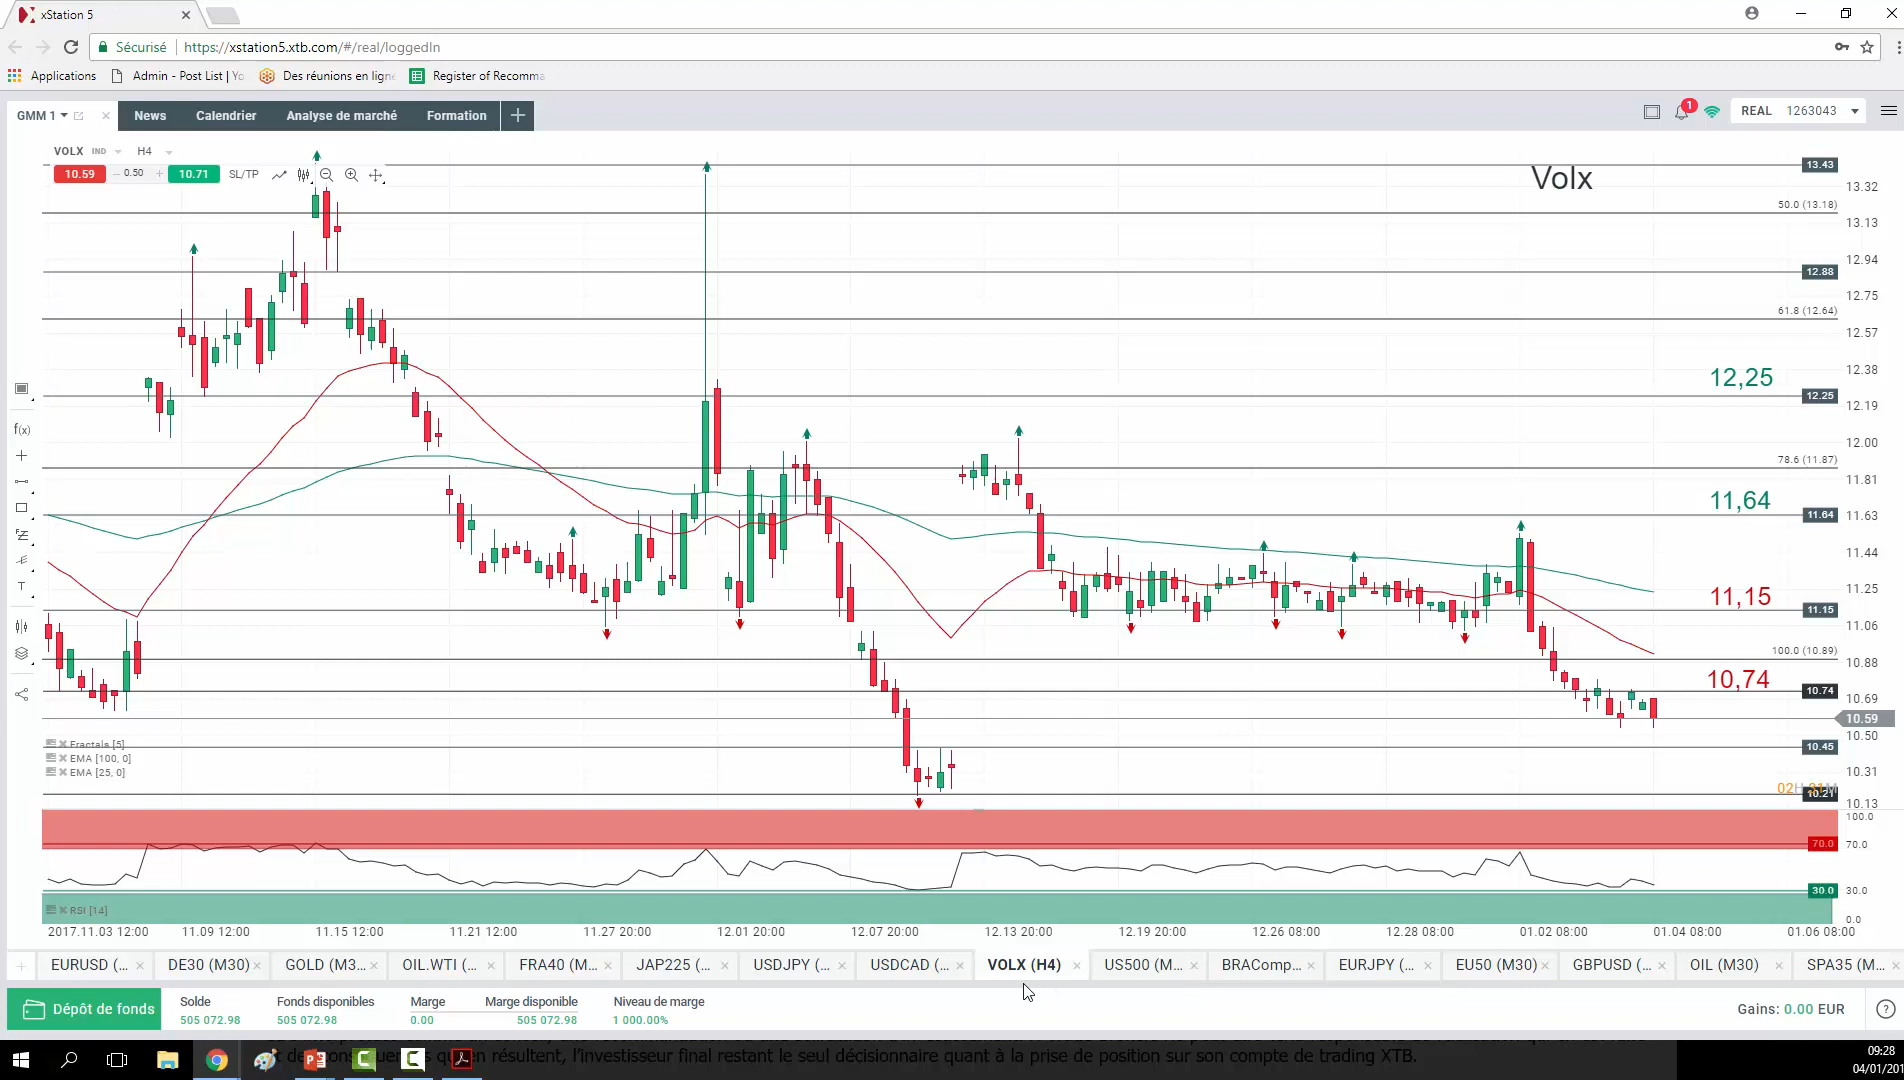 xStation 5
Sécurisé https://xstation5.xtb.com/#/real/loggedIn
Applications Admin - Post List | Yo Des réunions en ligne Register of Recomma
GMM 1 News Calendrier Analyse de marché Formation 1 REAL 1263043
VOLX IND H4
10.59 0.50 10.71 SL/TP
Volx
13.43
13.32
50.0 (13.18)
13.13
12.94
12.88
12.75
61.8 (12.64)
12.57
12.38
12,25
12.25
12.19
12.00
78.6 (11.87)
11.81
11,64
11.64
11.63
11.44
11.25
11,15
11.15
11.06
100.0 (10.89)
10.88
10,74
10.74
10.69
10.59
10.50
10.45
10.31
10.21
10.13
f(x)
T
Fractals [5]
EMA [100, 0]
EMA [25, 0]
100.0
70.0 70.0
30.0 30.0
0.0
RSI [14]
2017.11.03 12:00 11.09 12:00 11.15 12:00 11.21 12:00 11.27 20:00 12.01 20:00 12.07 20:00 12.13 20:00 12.19 20:00 12.26 08:00 12.28 08:00 01.02 08:00 01.04 08:00 01.06 08:00
EURUSD (... DE30 (M30) GOLD (M3... OIL.WTI (... FRA40 (M... JAP225 (... USDJPY (... USDCAD (... VOLX (H4) US500 (M... BRAComp... EURJPY (... EU50 (M30) GBPUSD (... OIL (M30) SPA35 (M...
Dépôt de fonds
Solde Fonds disponibles Marge Marge disponible Niveau de marge
505 072.98 505 072.98 0.00 505 072.98 1 000.00%
Gains: 0.00 EUR
résultent, l'investisseur final restant le seul décisionnaire quant à la prise de position sur son compte de trading XTB.
09:28
04/01/201